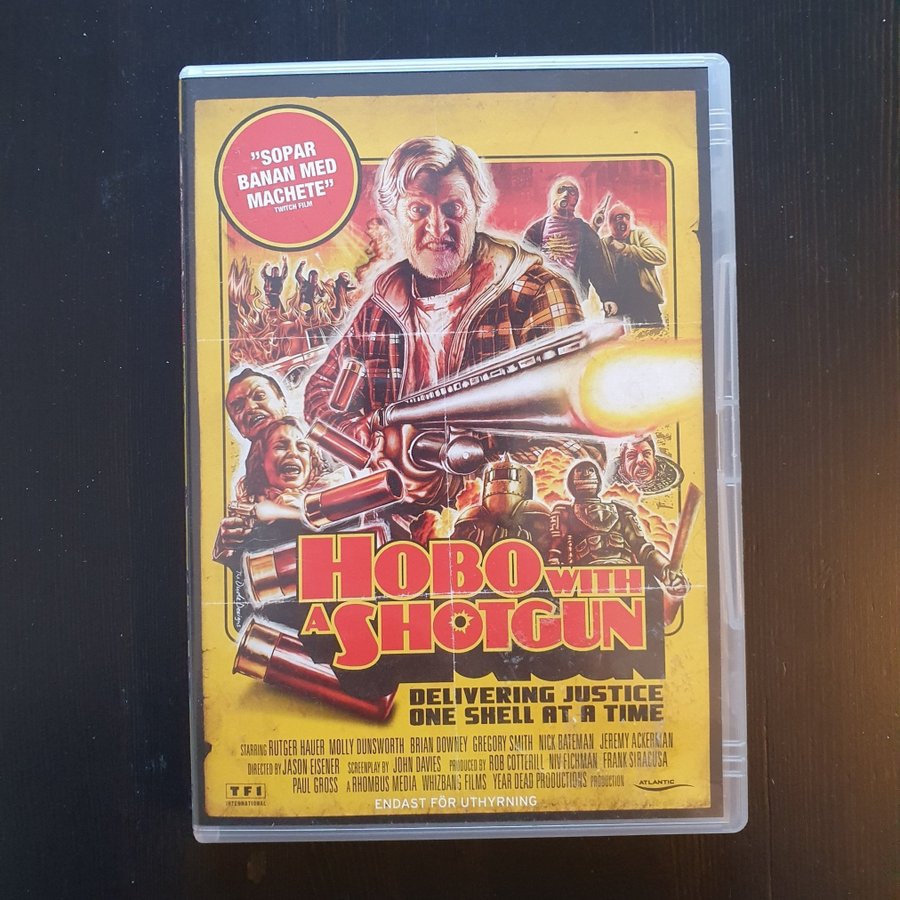 "SOPAR
BANAN MED
MACHETE"
TWITCH FILM
HOBO WITH
A SHOTGUN
DELIVERING JUSTICE
ONE SHELL AT A TIME
STARRING RUTGER HAUER MOLLY DUNSWORTH BRIAN DOWNEY GREGORY SMITH NICK BATEMAN JEREMY ACKERMAN
DIRECTED BY JASON EISENER SCREENPLAY BY JOHN DAVIES PRODUCED BY ROB COTTERILL NIV FICHMAN FRANK SIRACUSA
PAUL GROSS A RHOMBUS MEDIA WHIZBANG FILMS YEAR DEAD PRODUCTIONS PRODUCTION
TF1
INTERNATIONAL
ATLANTIC
ENDAST FÖR UTHYRNING